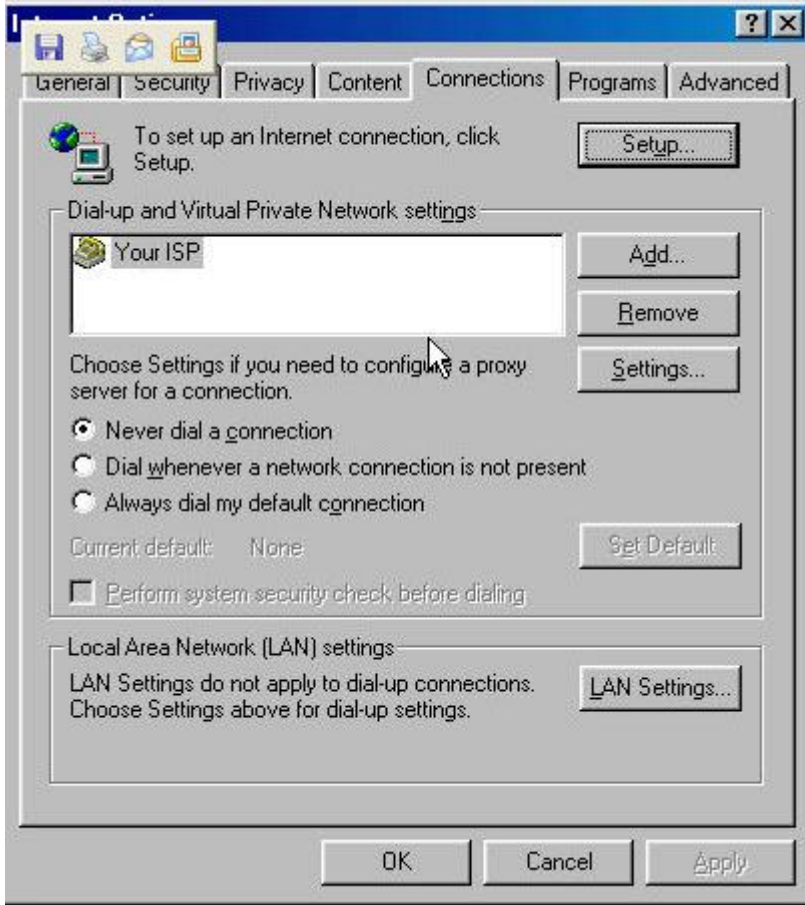 General Security Privacy Content Connections Programs Advanced
To set up an Internet connection, click
Setup.
Setup...
Dial-up and Virtual Private Network settings
Your ISP
Add...
Remove
Choose Settings if you need to configure a proxy
server for a connection.
Settings...
Never dial a connection
Dial whenever a network connection is not present
Always dial my default connection
Current default: None
Set Default
Perform system security check before dialing
Local Area Network (LAN) settings
LAN Settings do not apply to dial-up connections.
Choose Settings above for dial-up settings.
LAN Settings...
OK Cancel Apply